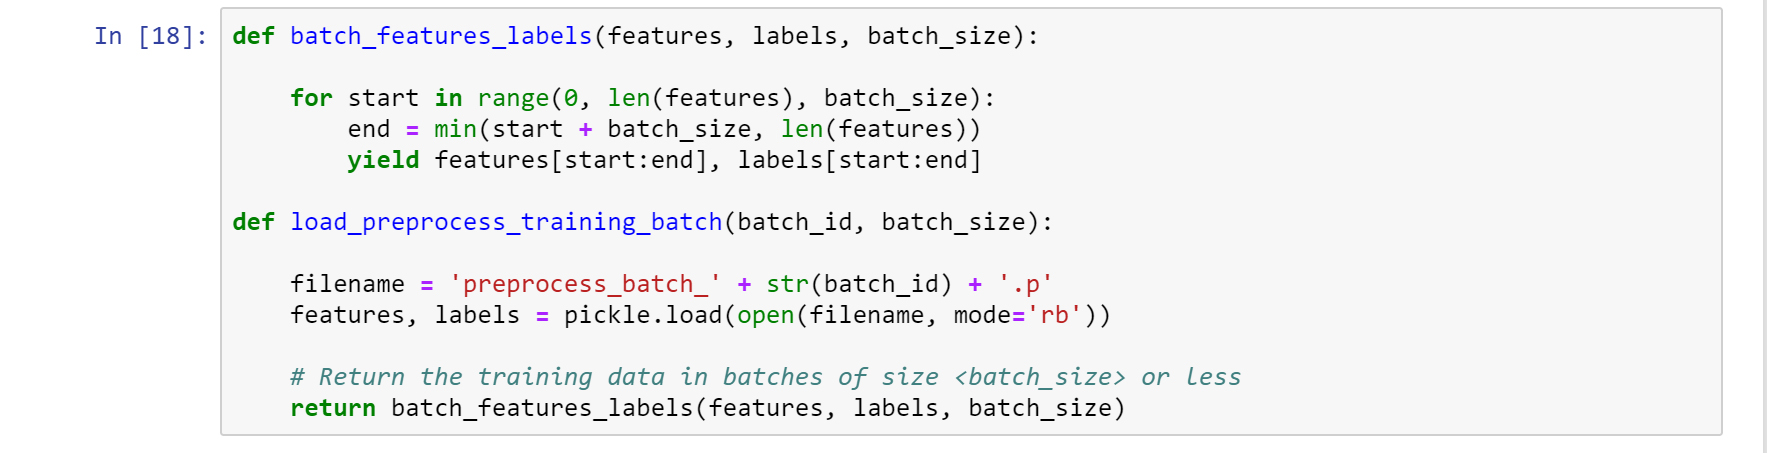 In [18]: def batch_features_labels(features, labels, batch_size):
for start in range(0, len(features), batch_size):
end = min(start + batch_size, len(features))
yield features[start:end], labels[start:end]
def load_preprocess_training_batch(batch_id, batch_size):
filename = 'preprocess_batch_' + str(batch_id) + '.p'
features, labels = pickle.load(open(filename, mode='rb'))
# Return the training data in batches of size <batch_size> or less
return batch_features_labels(features, labels, batch_size)